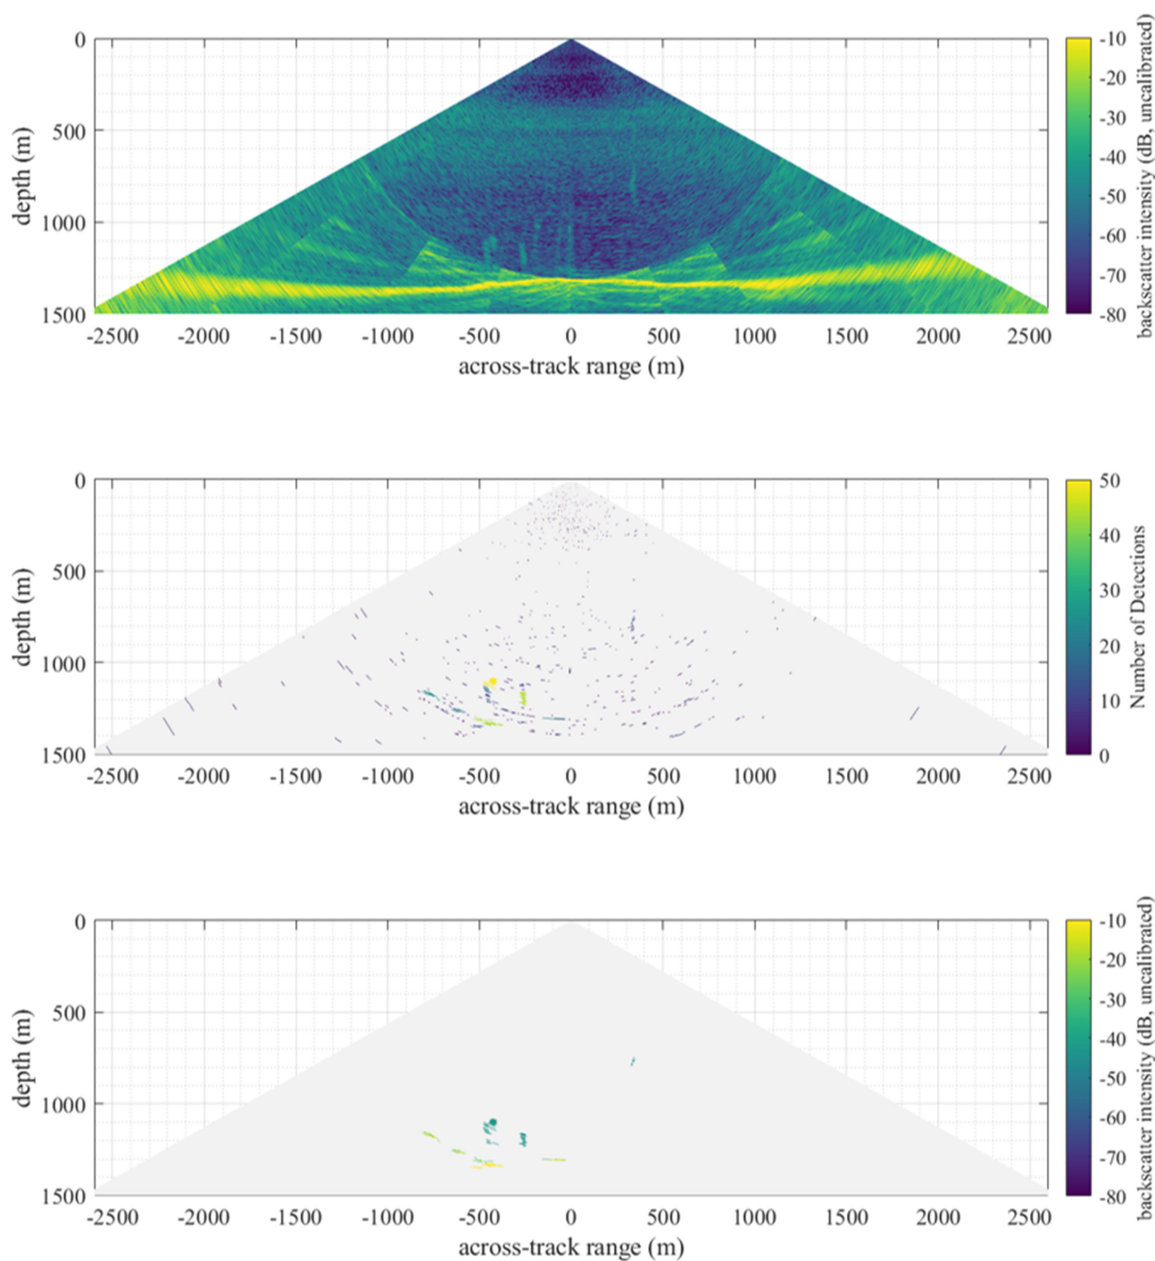 0
500
1000
1500
depth (m)
-2500 -2000 -1500 -1000 -500 0 500 1000 1500 2000 2500
across-track range (m)
-10
-20
-30
-40
-50
-60
-70
-80
backscatter intensity (dB, uncalibrated)
0
500
1000
1500
depth (m)
-2500 -2000 -1500 -1000 -500 0 500 1000 1500 2000 2500
across-track range (m)
50
40
30
20
10
0
Number of Detections
0
500
1000
1500
depth (m)
-2500 -2000 -1500 -1000 -500 0 500 1000 1500 2000 2500
across-track range (m)
-10
-20
-30
-40
-50
-60
-70
-80
backscatter intensity (dB, uncalibrated)